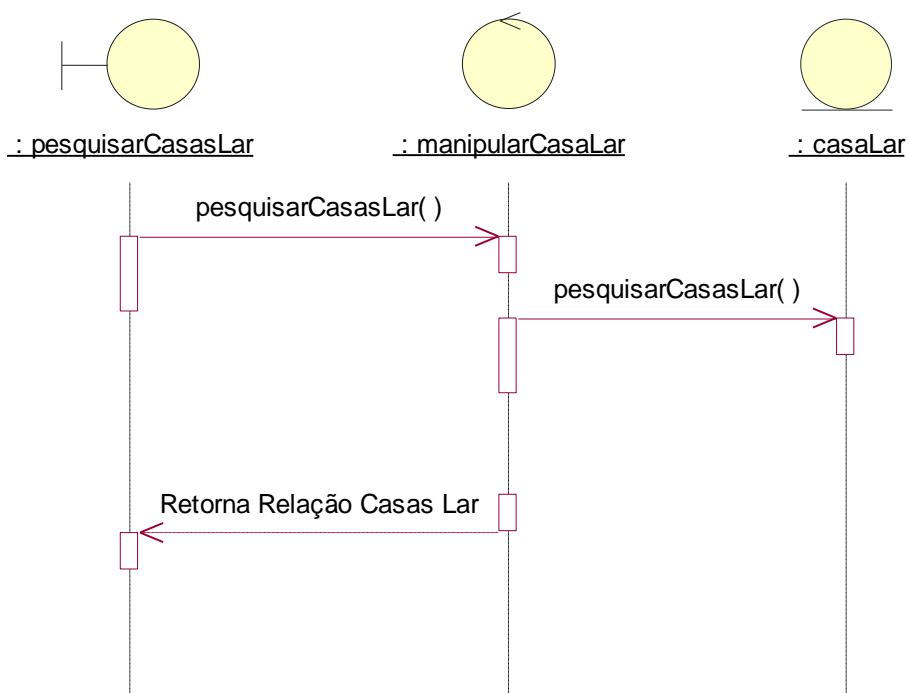 : pesquisarCasasLar
: manipularCasaLar
: casaLar
pesquisarCasasLar( )
pesquisarCasasLar( )
Retorna Relação Casas Lar